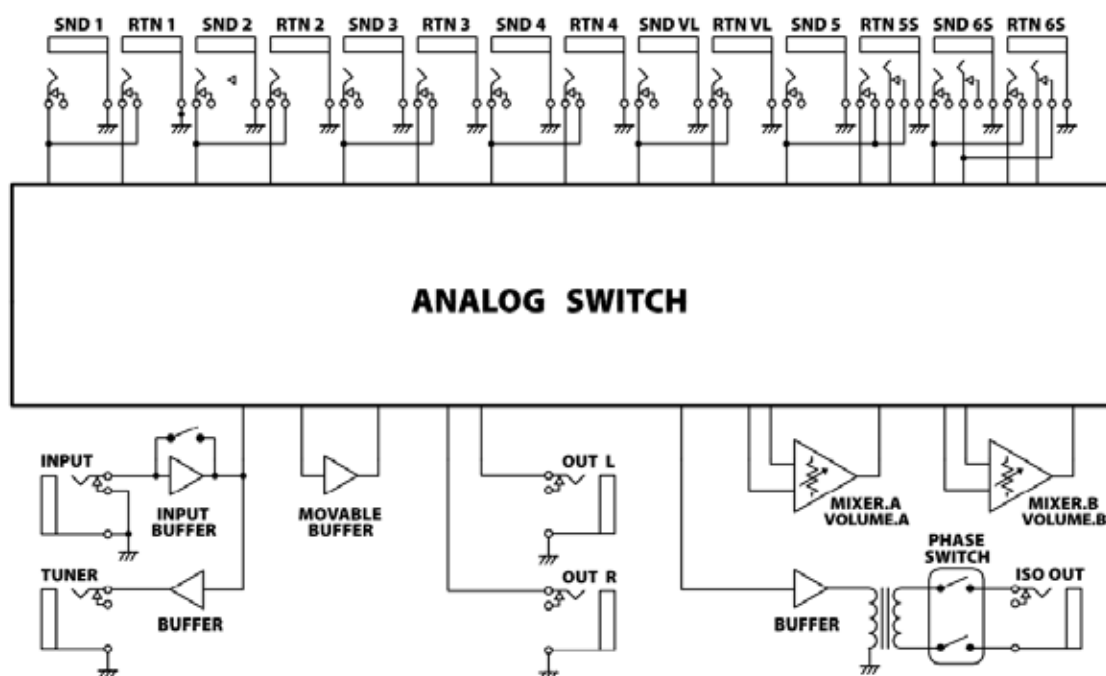 SND 1 RTN 1 SND 2 RTN 2 SND 3 RTN 3 SND 4 RTN 4 SND VL RTN VL SND 5 RTN 5S SND 6S RTN 6S
ANALOG SWITCH
INPUT
INPUT
BUFFER
MOVABLE
BUFFER
OUT L
MIXER.A
VOLUME.A
MIXER.B
VOLUME.B
TUNER
BUFFER
OUT R
BUFFER
PHASE
SWITCH
ISO OUT